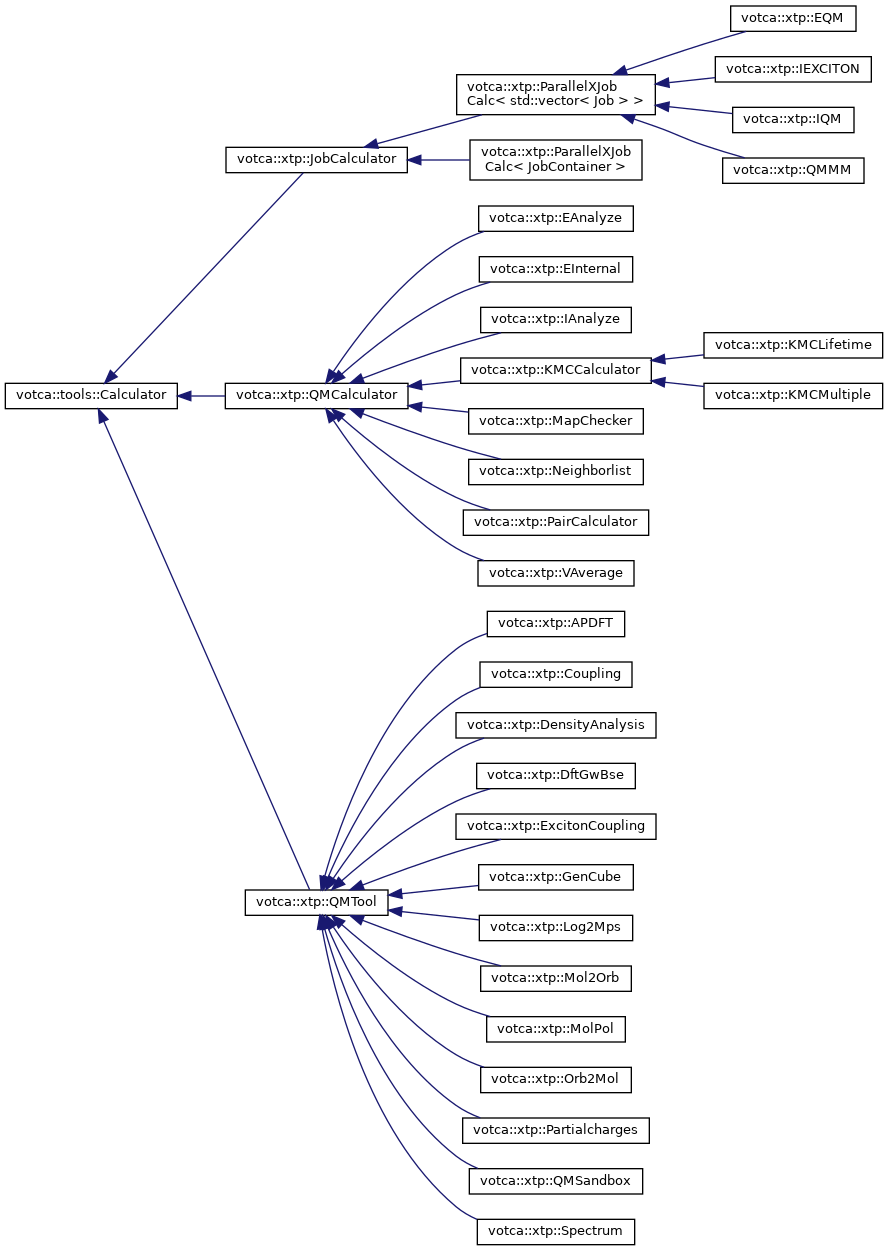 votca::xtp::EQM
votca::xtp::IEXCITON
votca::xtp::ParallelXJob
Calc< std::vector< Job > >
votca::xtp::IQM
votca::xtp::JobCalculator
votca::xtp::ParallelXJob
Calc< JobContainer >
votca::xtp::QMMM
votca::xtp::EAnalyze
votca::xtp::EInternal
votca::xtp::IAnalyze
votca::xtp::KMCLifetime
votca::xtp::KMCCalculator
votca::tools::Calculator
votca::xtp::QMCalculator
votca::xtp::KMCMultiple
votca::xtp::MapChecker
votca::xtp::Neighborlist
votca::xtp::PairCalculator
votca::xtp::VAverage
votca::xtp::APDFT
votca::xtp::Coupling
votca::xtp::DensityAnalysis
votca::xtp::DftGwBse
votca::xtp::ExcitonCoupling
votca::xtp::GenCube
votca::xtp::QMTool
votca::xtp::Log2Mps
votca::xtp::Mol2Orb
votca::xtp::MolPol
votca::xtp::Orb2Mol
votca::xtp::Partialcharges
votca::xtp::QMSandbox
votca::xtp::Spectrum